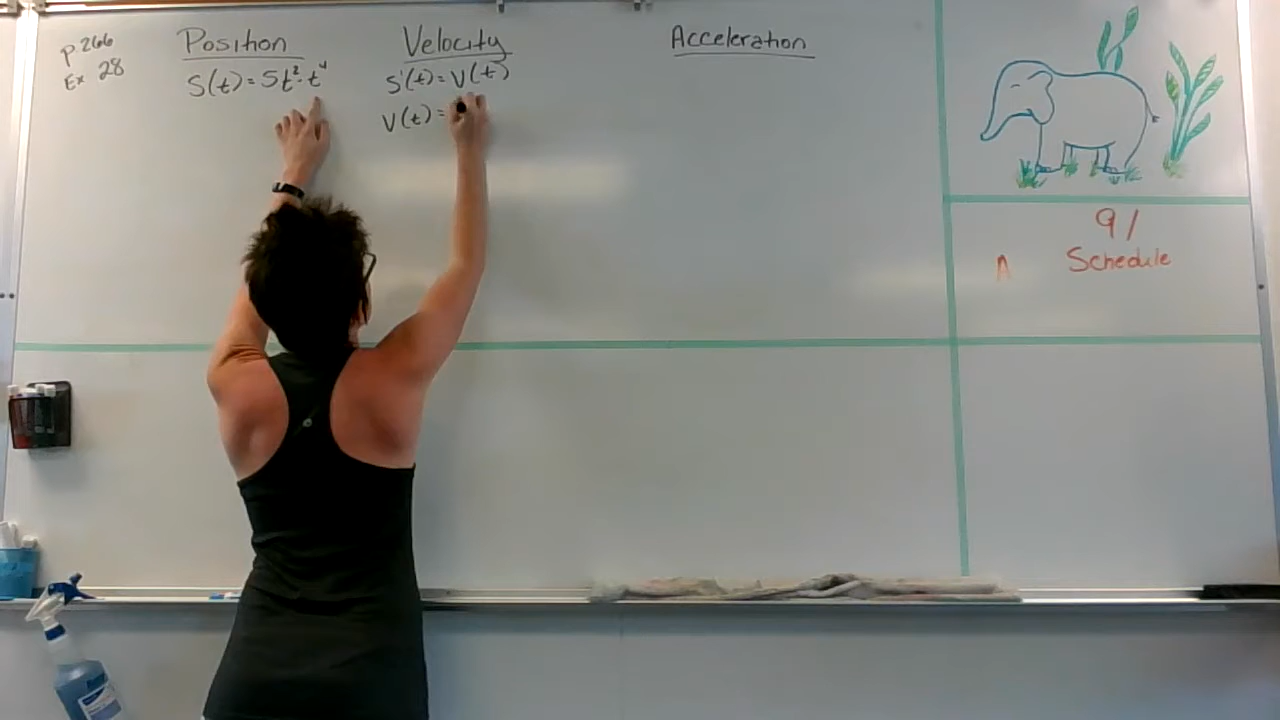 p 266
Ex 28
Position
S(t) = 5t² - t⁴
Velocity
S'(t) = V(t)
V(t) =
Acceleration
9/
Schedule